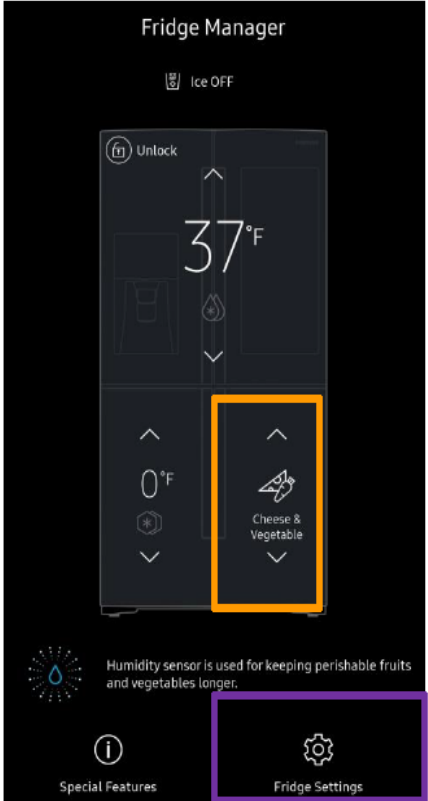 Fridge Manager
Ice OFF
Unlock
37°F
0°F
Cheese &
Vegetable
Humidity sensor is used for keeping perishable fruits
and vegetables longer.
Special Features
Fridge Settings